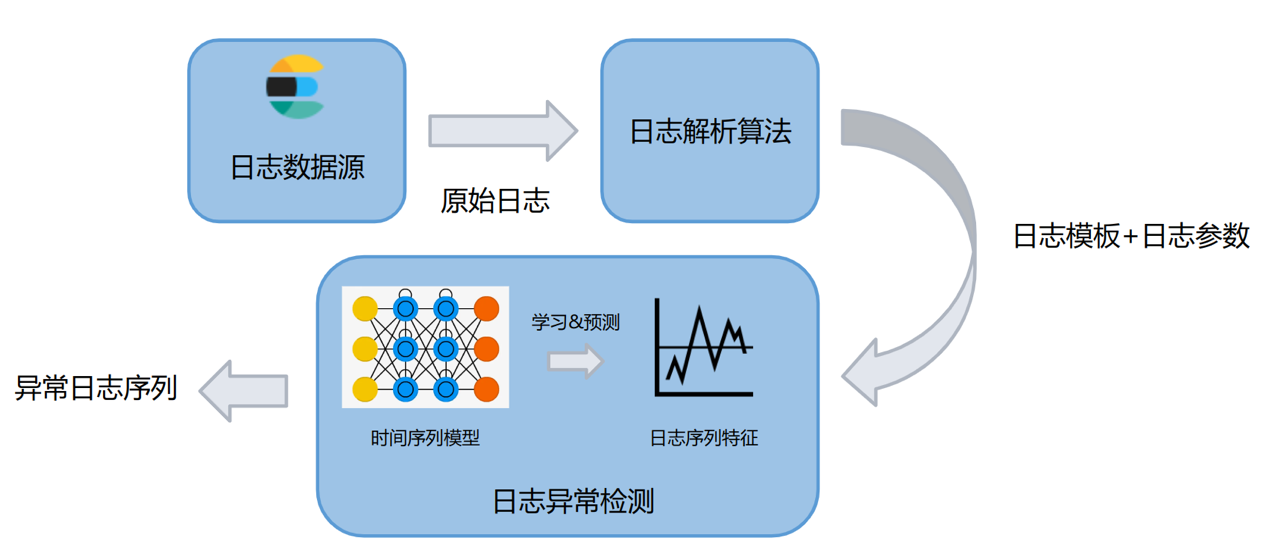 日志数据源
原始日志
日志解析算法
日志模板+日志参数
学习&预测
时间序列模型
日志序列特征
日志异常检测
异常日志序列